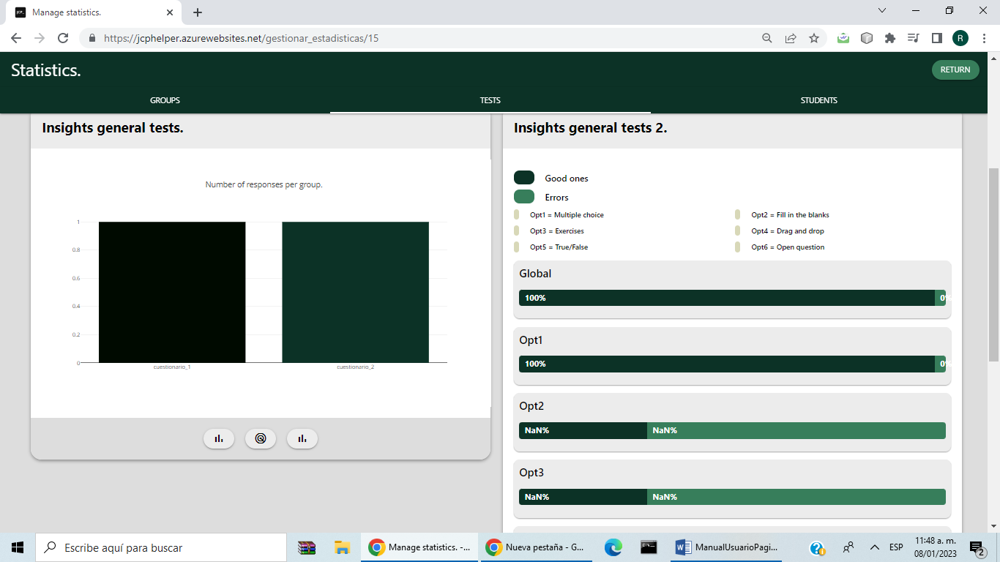 JCP_ Manage statistics.
https://jcphelper.azurewebsites.net/gestionar_estadisticas/15
R
Statistics.
RETURN
GROUPS
TESTS
STUDENTS
Insights general tests.
Number of responses per group.
1
0.8
0.6
0.4
0.2
0
cuestionario_1
cuestionario_2
Insights general tests 2.
Good ones
Errors
Opt1 = Multiple choice
Opt2 = Fill in the blanks
Opt3 = Exercises
Opt4 = Drag and drop
Opt5 = True/False
Opt6 = Open question
Global
100% 0%
Opt1
100% 0%
Opt2
NaN% NaN%
Opt3
NaN% NaN%
Escribe aquí para buscar
Manage statistics. -...
Nueva pestaña - G...
ManualUsuarioPagi...
ESP
11:48 a. m.
08/01/2023
2